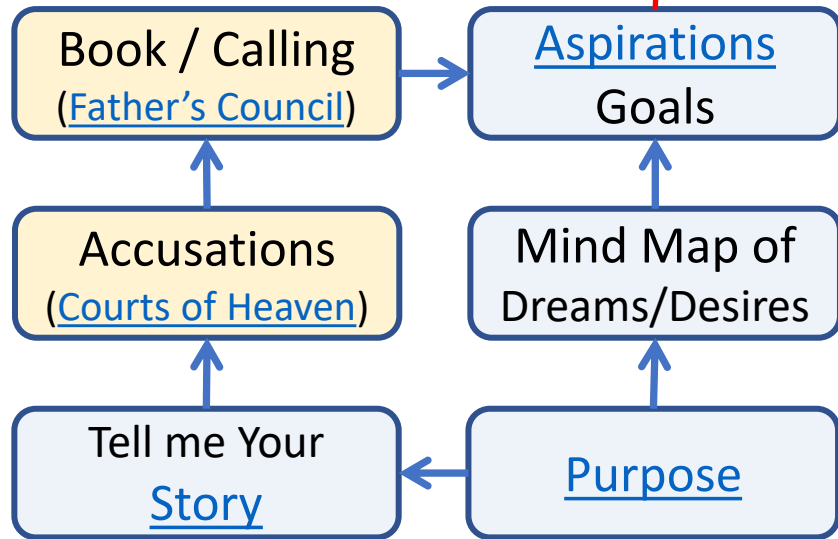 Book / Calling
(Father’s Council)
Aspirations
Goals
Accusations
(Courts of Heaven)
Mind Map of
Dreams/Desires
Tell me Your
Story
Purpose